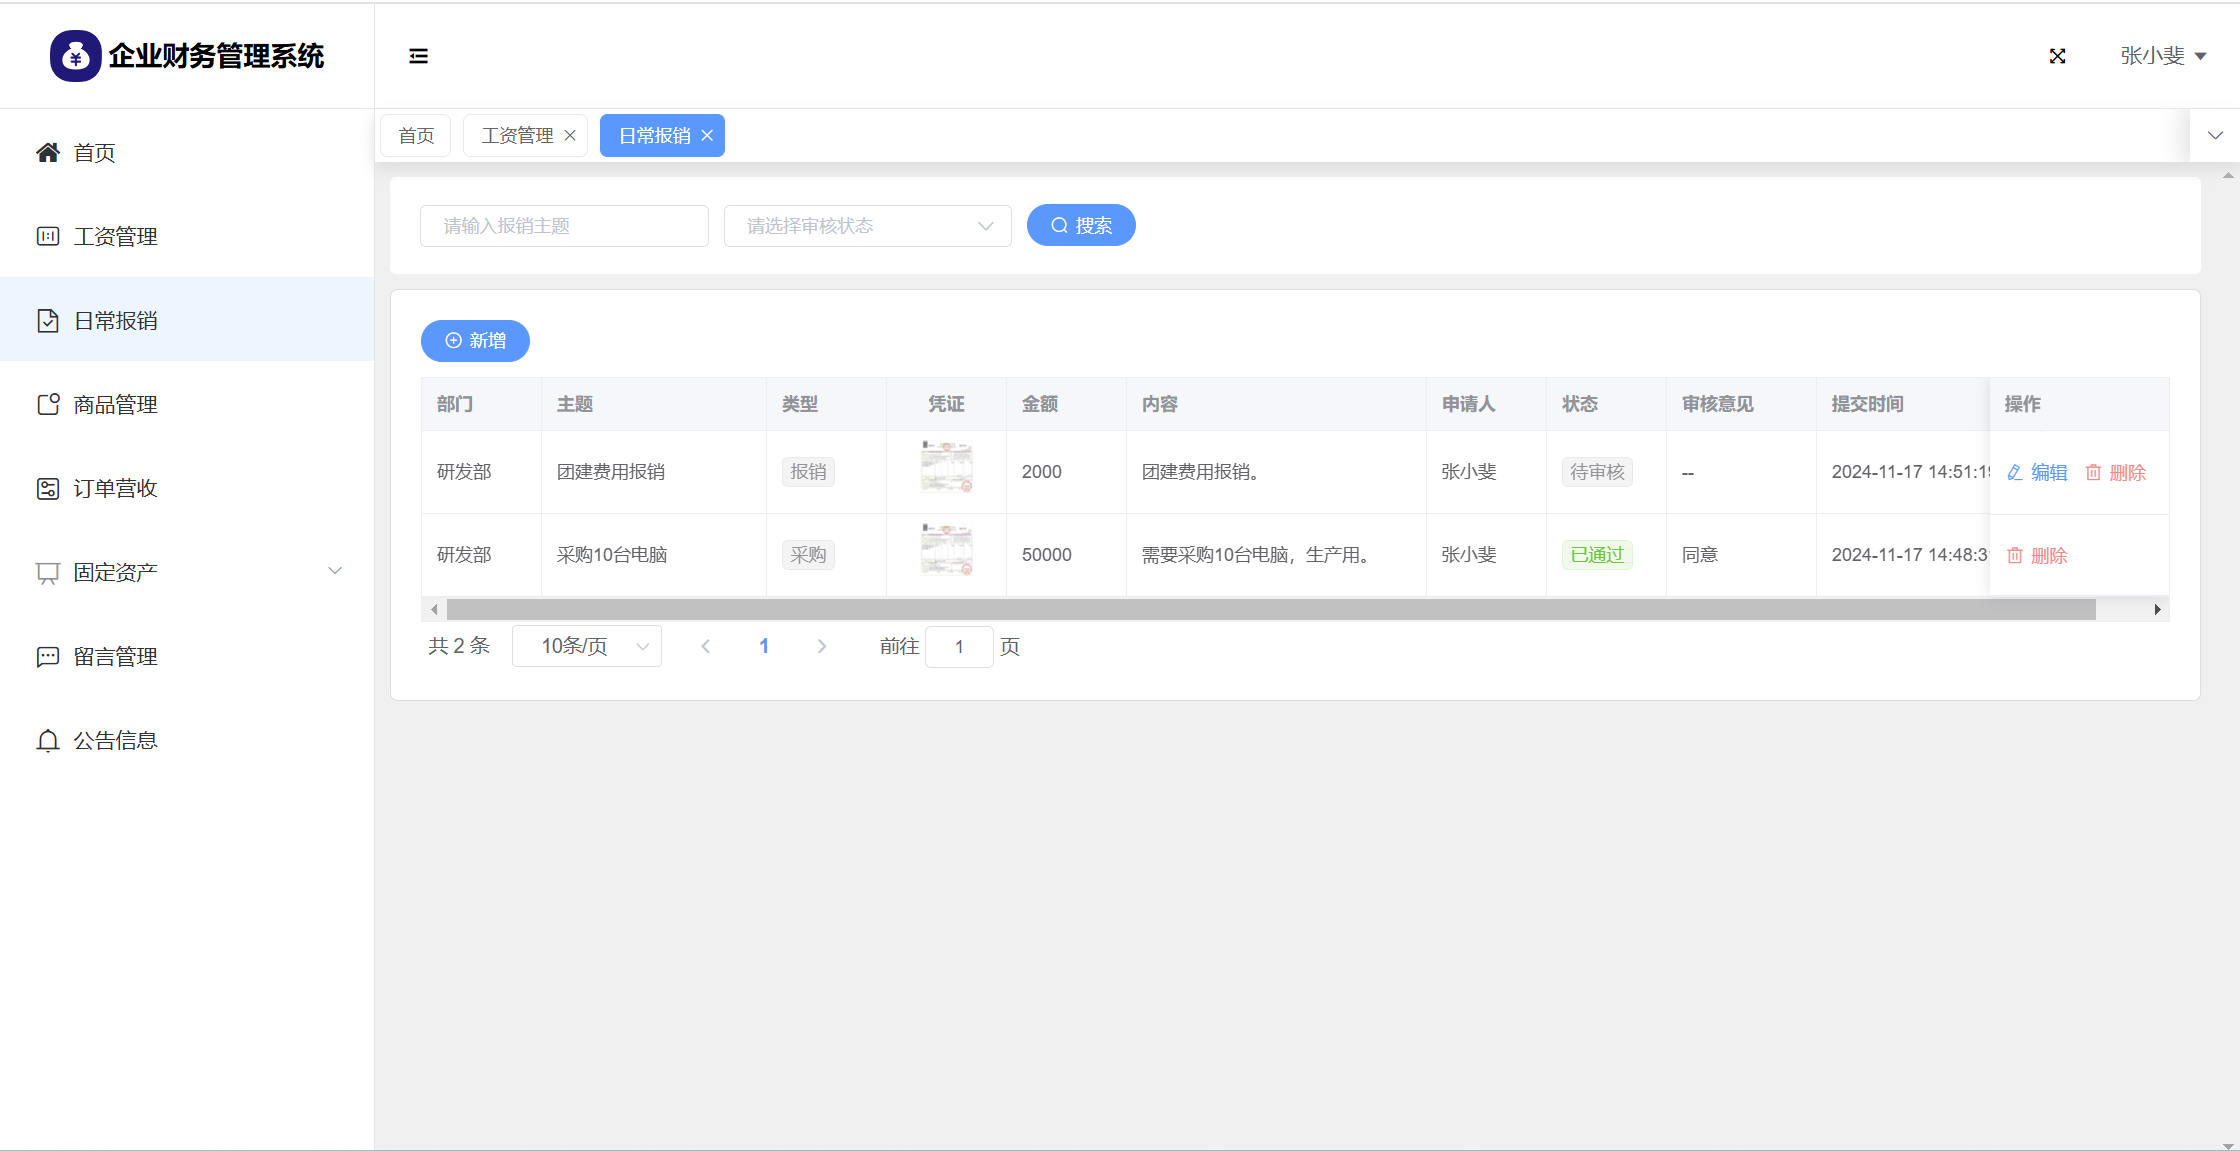 企业财务管理系统
张小斐
首页
工资管理
日常报销
商品管理
订单营收
固定资产
留言管理
公告信息
首页 工资管理 日常报销
请输入报销主题 请选择审核状态 搜索
新增
部门 主题 类型 凭证 金额 内容 申请人 状态 审核意见 提交时间 操作
研发部 团建费用报销 报销 2000 团建费用报销。 张小斐 待审核 -- 2024-11-17 14:51:19 编辑 删除
研发部 采购10台电脑 采购 50000 需要采购10台电脑，生产用。 张小斐 已通过 同意 2024-11-17 14:48:3 删除
共 2 条 10条/页 1 前往 1 页